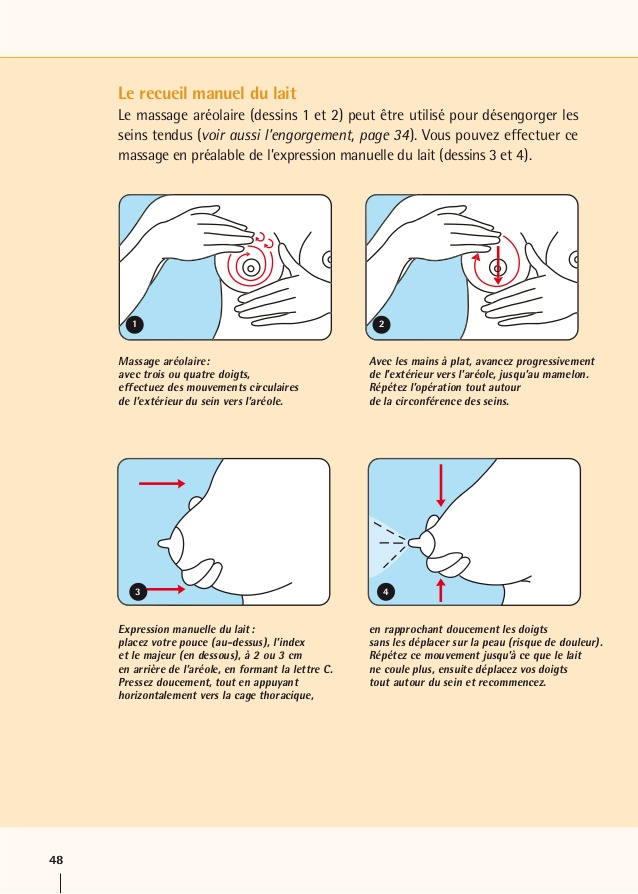 Le recueil manuel du lait
Le massage aréolaire (dessins 1 et 2) peut être utilisé pour désengorger les
seins tendus (voir aussi l'engorgement, page 34). Vous pouvez effectuer ce
massage en préalable de l'expression manuelle du lait (dessins 3 et 4).
1
2
Massage aréolaire :
avec trois ou quatre doigts,
effectuez des mouvements circulaires
de l'extérieur du sein vers l'aréole.
Avec les mains à plat, avancez progressivement
de l'extérieur vers l'aréole, jusqu'au mamelon.
Répétez l'opération tout autour
de la circonférence des seins.
3
4
Expression manuelle du lait :
placez votre pouce (au-dessus), l'index
et le majeur (en dessous), à 2 ou 3 cm
en arrière de l'aréole, en formant la lettre C.
Pressez doucement, tout en appuyant
horizontalement vers la cage thoracique,
en rapprochant doucement les doigts
sans les déplacer sur la peau (risque de douleur).
Répétez ce mouvement jusqu'à ce que le lait
ne coule plus, ensuite déplacez vos doigts
tout autour du sein et recommencez.
48